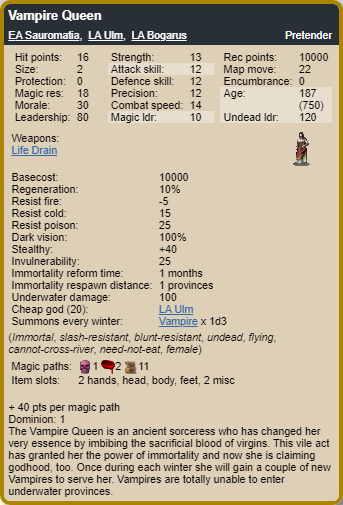 Vampire Queen
EA Sauromatia, LA Ulm, LA Bogarus Pretender
Hit points: 16 Strength: 13 Rec points: 10000
Size: 2 Attack skill: 12 Map move: 22
Protection: 0 Defence skill: 12 Encumbrance: 0
Magic res: 18 Precision: 12 Age: 187
Morale: 30 Combat speed: 14 (750)
Leadership: 80 Magic ldr: 10 Undead ldr: 120
Weapons:
Life Drain
Basecost: 10000
Regeneration: 10%
Resist fire: -5
Resist cold: 15
Resist poison: 25
Dark vision: 100%
Stealthy: +40
Invulnerability: 25
Immortality reform time: 1 months
Immortality respawn distance: 1 provinces
Underwater damage: 100
Cheap god (20): LA Ulm
Summons every winter: Vampire x 1d3
(Immortal, slash-resistant, blunt-resistant, undead, flying,
cannot-cross-river, need-not-eat, female)
Magic paths: 1 2 11
Item slots: 2 hands, head, body, feet, 2 misc
+ 40 pts per magic path
Dominion: 1
The Vampire Queen is an ancient sorceress who has changed her
very essence by imbibing the sacrificial blood of virgins. This vile act
has granted her the power of immortality and now she is claiming
godhood, too. Once during each winter she will gain a couple of new
Vampires to serve her. Vampires are totally unable to enter
underwater provinces.